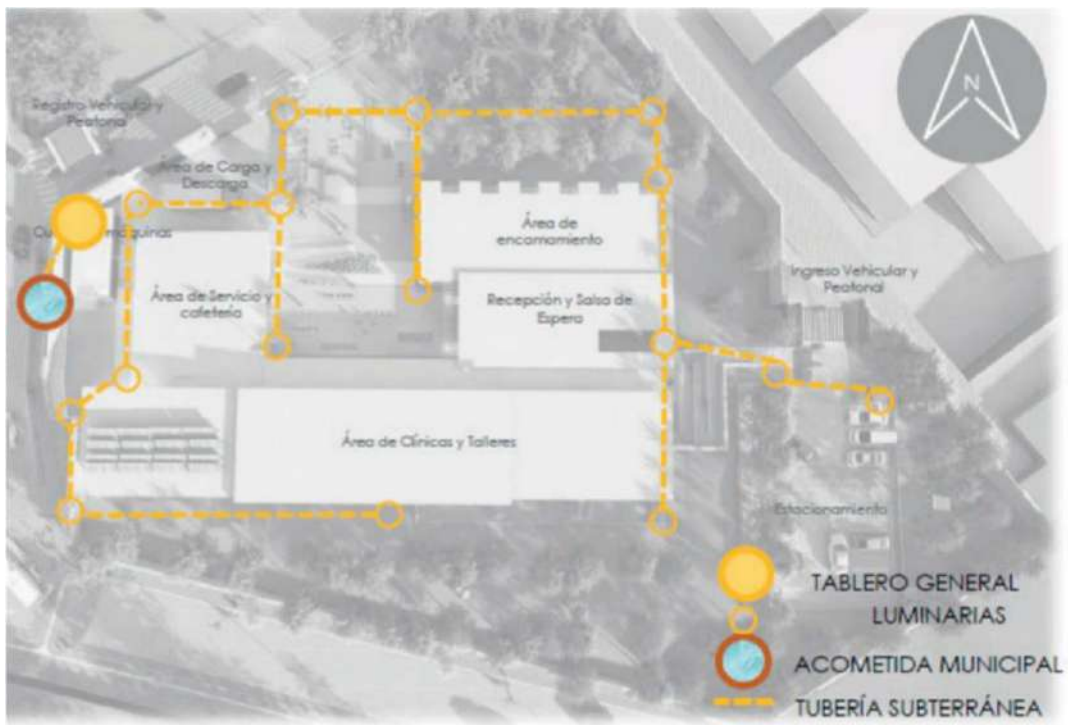 N
Registro Vehicular y
Peatonal
Área de Carga y
Descarga
Área de
encamamiento
Ingreso Vehicular y
Peatonal
Área de Servicio y
cafetería
Recepción y Salsa de
Espera
Área de Clínicas y Talleres
Estacionamiento
TABLERO GENERAL
LUMINARIAS
ACOMETIDA MUNICIPAL
TUBERÍA SUBTERRÁNEA